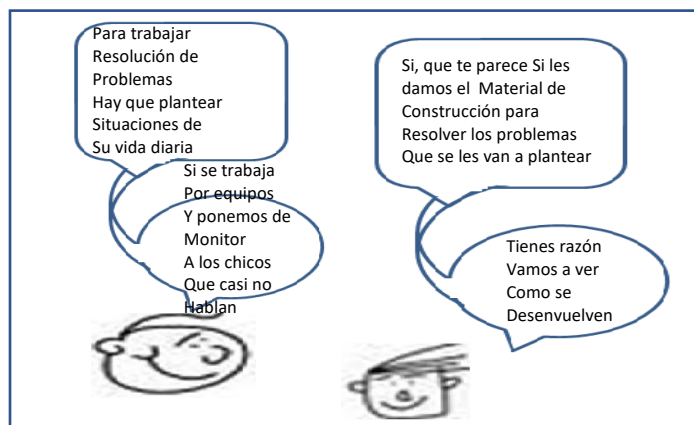 Para trabajar
Resolución de
Problemas
Hay que plantear
Situaciones de
Su vida diaria
Si, que te parece Si les
damos el  Material de
Construcción para
Resolver los problemas
Que se les van a plantear
Si se trabaja
Por equipos
Y ponemos de
Monitor
A los chicos
Que casi no
Hablan
Tienes razón
Vamos a ver
Como se
Desenvuelven